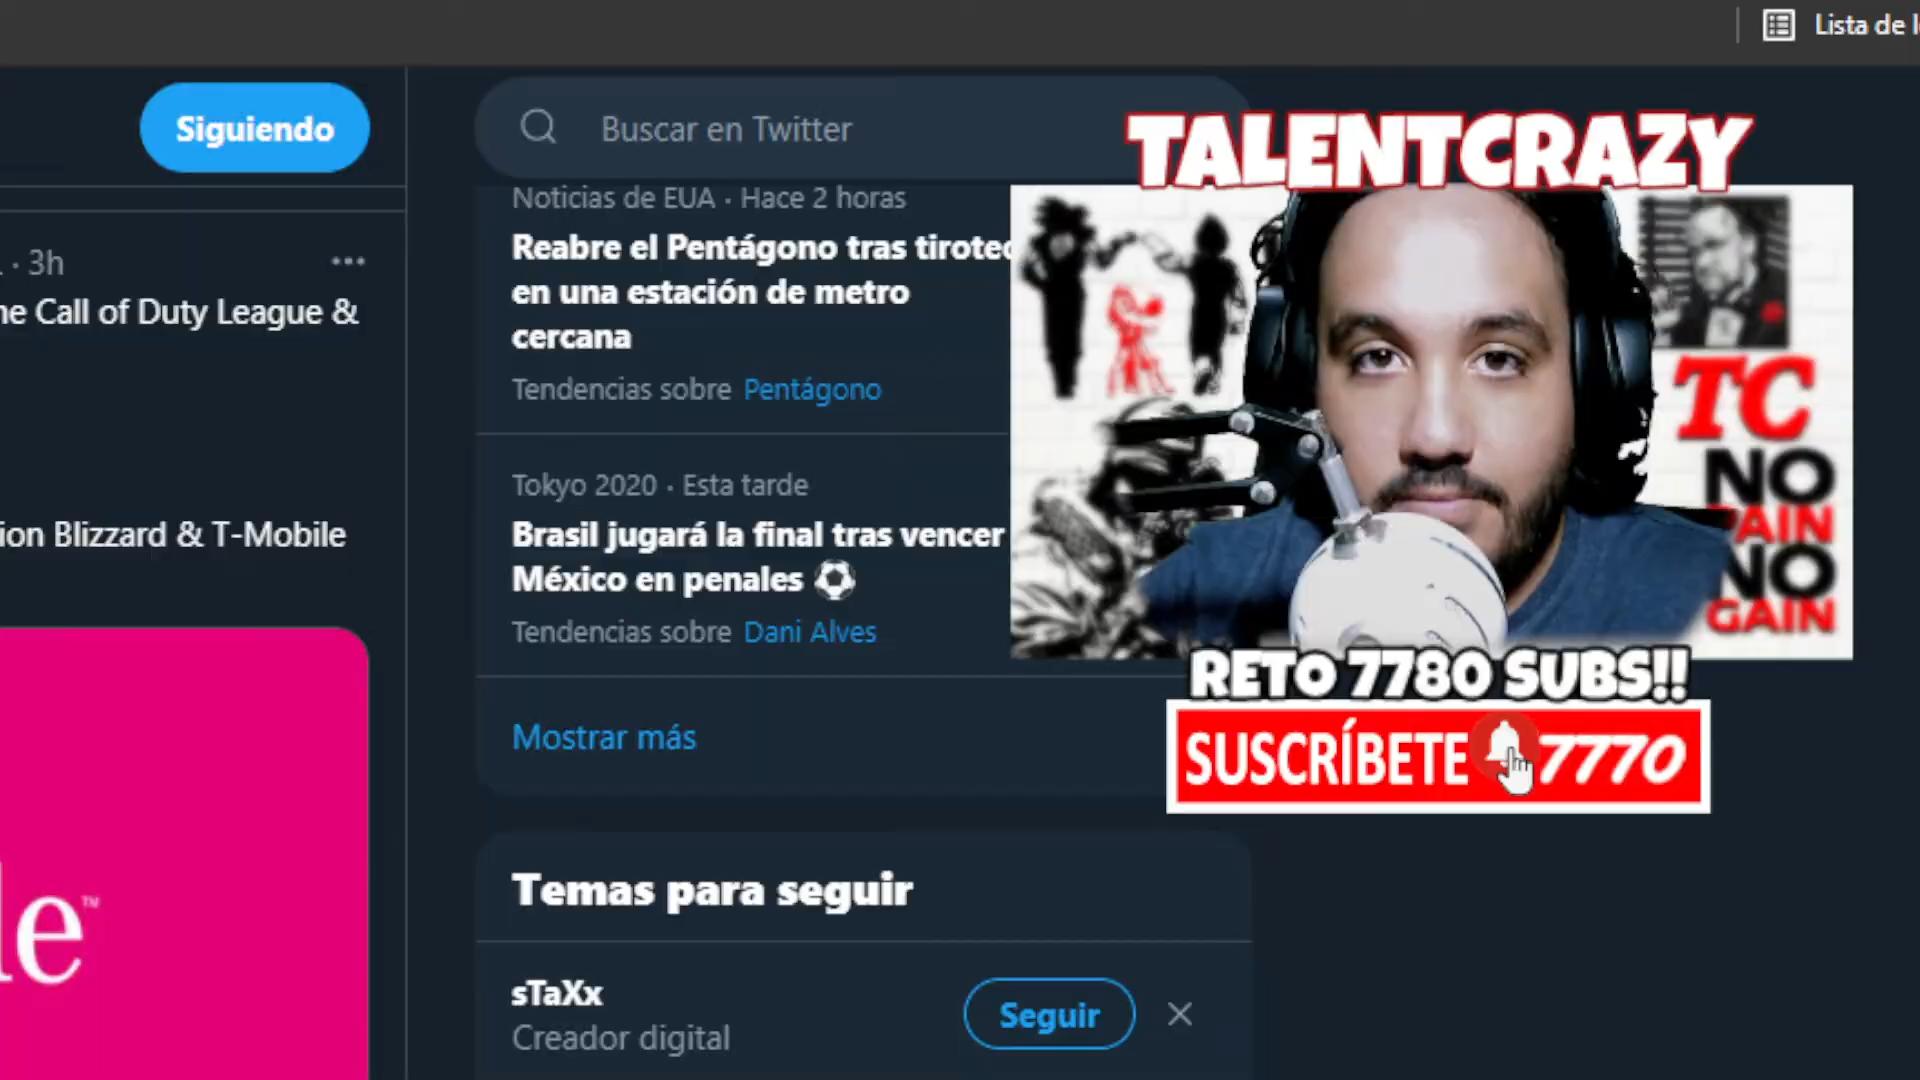 Lista de l
Siguiendo
Buscar en Twitter
TALENTCRAZY
Noticias de EUA · Hace 2 horas
Reabre el Pentágono tras tiroteo
en una estación de metro
cercana
Tendencias sobre Pentágono
· 3h
he Call of Duty League &
Tokyo 2020 · Esta tarde
Brasil jugará la final tras vencer
México en penales
Tendencias sobre Dani Alves
ion Blizzard & T-Mobile
TC
NO
PAIN
NO
GAIN
RETO 7780 SUBS!!
SUSCRÍBETE 7770
Mostrar más
Temas para seguir
le™
sTaXx
Creador digital
Seguir